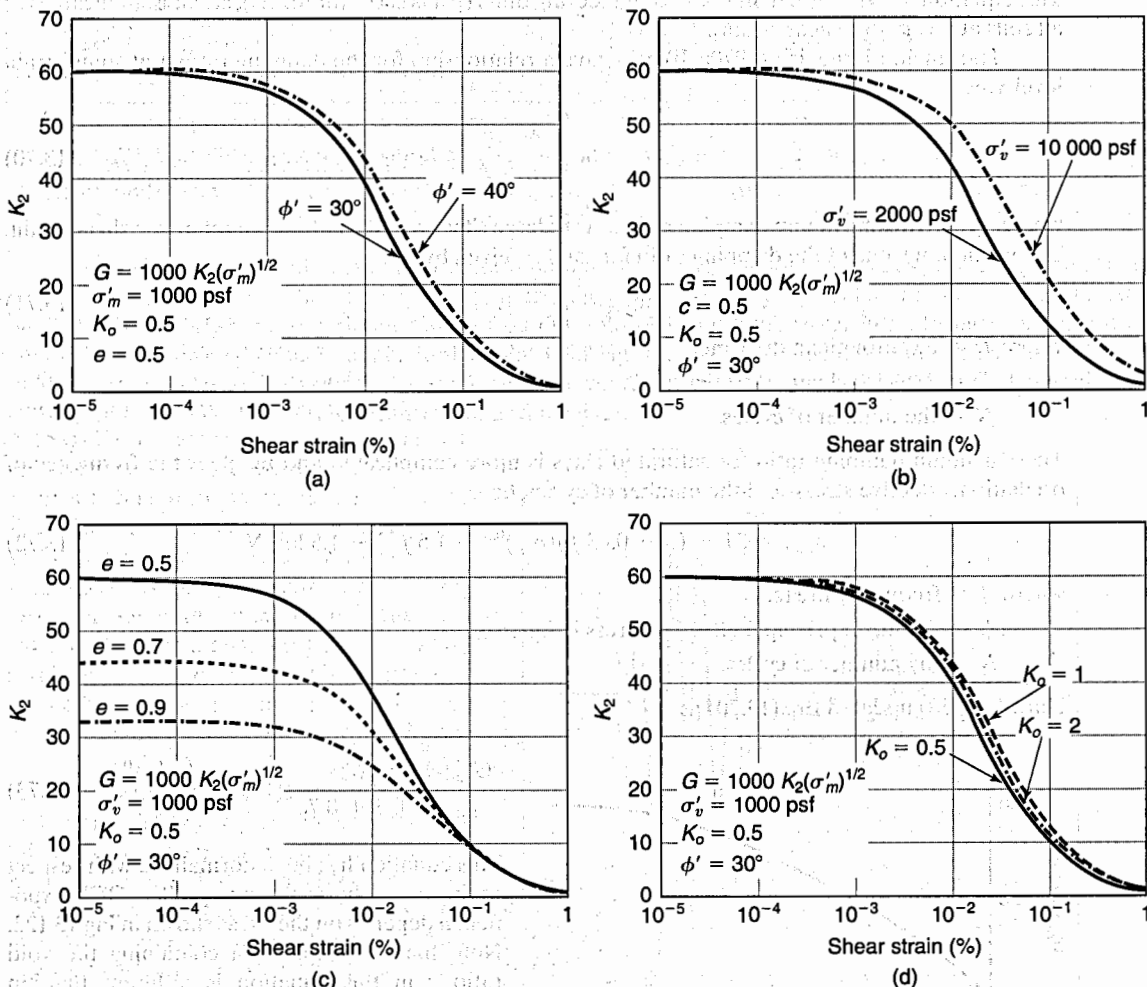 70
60
50
40
30
20
10
0
K₂
ϕ′ = 40°
ϕ′ = 30°
G = 1000 K₂(σ′ₘ)^1/2
σ′ₘ = 1000 psf
Kₒ = 0.5
e = 0.5
10⁻⁵ 10⁻⁴ 10⁻³ 10⁻² 10⁻¹ 1
Shear strain (%)
(a)
70
60
50
40
30
20
10
0
K₂
σ′ᵥ = 10 000 psf
σ′ᵥ = 2000 psf
G = 1000 K₂(σ′ₘ)^1/2
c = 0.5
Kₒ = 0.5
ϕ′ = 30°
10⁻⁵ 10⁻⁴ 10⁻³ 10⁻² 10⁻¹ 1
Shear strain (%)
(b)
70
60
50
40
30
20
10
0
K₂
e = 0.5
e = 0.7
e = 0.9
G = 1000 K₂(σ′ₘ)^1/2
σ′ᵥ = 1000 psf
Kₒ = 0.5
ϕ′ = 30°
10⁻⁵ 10⁻⁴ 10⁻³ 10⁻² 10⁻¹ 1
Shear strain (%)
(c)
70
60
50
40
30
20
10
0
K₂
Kₒ = 1
Kₒ = 2
Kₒ = 0.5
G = 1000 K₂(σ′ₘ)^1/2
σ′ᵥ = 1000 psf
Kₒ = 0.5
ϕ′ = 30°
10⁻⁵ 10⁻⁴ 10⁻³ 10⁻² 10⁻¹ 1
Shear strain (%)
(d)